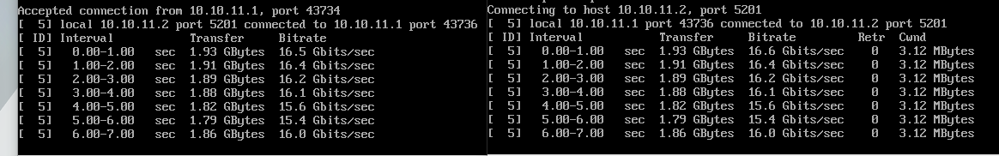 Accepted connection from 10.10.11.1, port 43734
[  5] local 10.10.11.2 port 5201 connected to 10.10.11.1 port 43736
[ ID] Interval           Transfer     Bitrate
[  5]   0.00-1.00   sec  1.93 GBytes  16.5 Gbits/sec
[  5]   1.00-2.00   sec  1.91 GBytes  16.4 Gbits/sec
[  5]   2.00-3.00   sec  1.89 GBytes  16.2 Gbits/sec
[  5]   3.00-4.00   sec  1.88 GBytes  16.1 Gbits/sec
[  5]   4.00-5.00   sec  1.82 GBytes  15.6 Gbits/sec
[  5]   5.00-6.00   sec  1.79 GBytes  15.4 Gbits/sec
[  5]   6.00-7.00   sec  1.86 GBytes  16.0 Gbits/sec
Connecting to host 10.10.11.2, port 5201
[  5] local 10.10.11.1 port 43736 connected to 10.10.11.2 port 5201
[ ID] Interval           Transfer     Bitrate         Retr  Cwnd
[  5]   0.00-1.00   sec  1.93 GBytes  16.6 Gbits/sec    0   3.12 MBytes
[  5]   1.00-2.00   sec  1.91 GBytes  16.4 Gbits/sec    0   3.12 MBytes
[  5]   2.00-3.00   sec  1.89 GBytes  16.2 Gbits/sec    0   3.12 MBytes
[  5]   3.00-4.00   sec  1.88 GBytes  16.1 Gbits/sec    0   3.12 MBytes
[  5]   4.00-5.00   sec  1.82 GBytes  15.6 Gbits/sec    0   3.12 MBytes
[  5]   5.00-6.00   sec  1.79 GBytes  15.4 Gbits/sec    0   3.12 MBytes
[  5]   6.00-7.00   sec  1.86 GBytes  16.0 Gbits/sec    0   3.12 MBytes